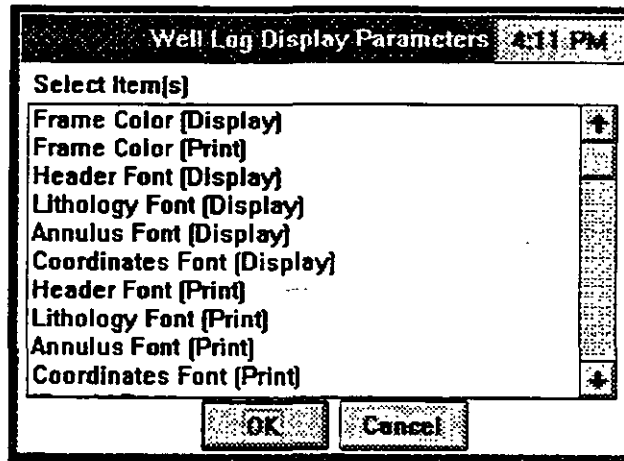 Well Log Display Parameters 4:11 PM
Select Item(s)
Frame Color (Display)
Frame Color (Print)
Header Font (Display)
Lithology Font (Display)
Annulus Font (Display)
Coordinates Font (Display)
Header Font (Print)
Lithology Font (Print)
Annulus Font (Print)
Coordinates Font (Print)
OK Cancel